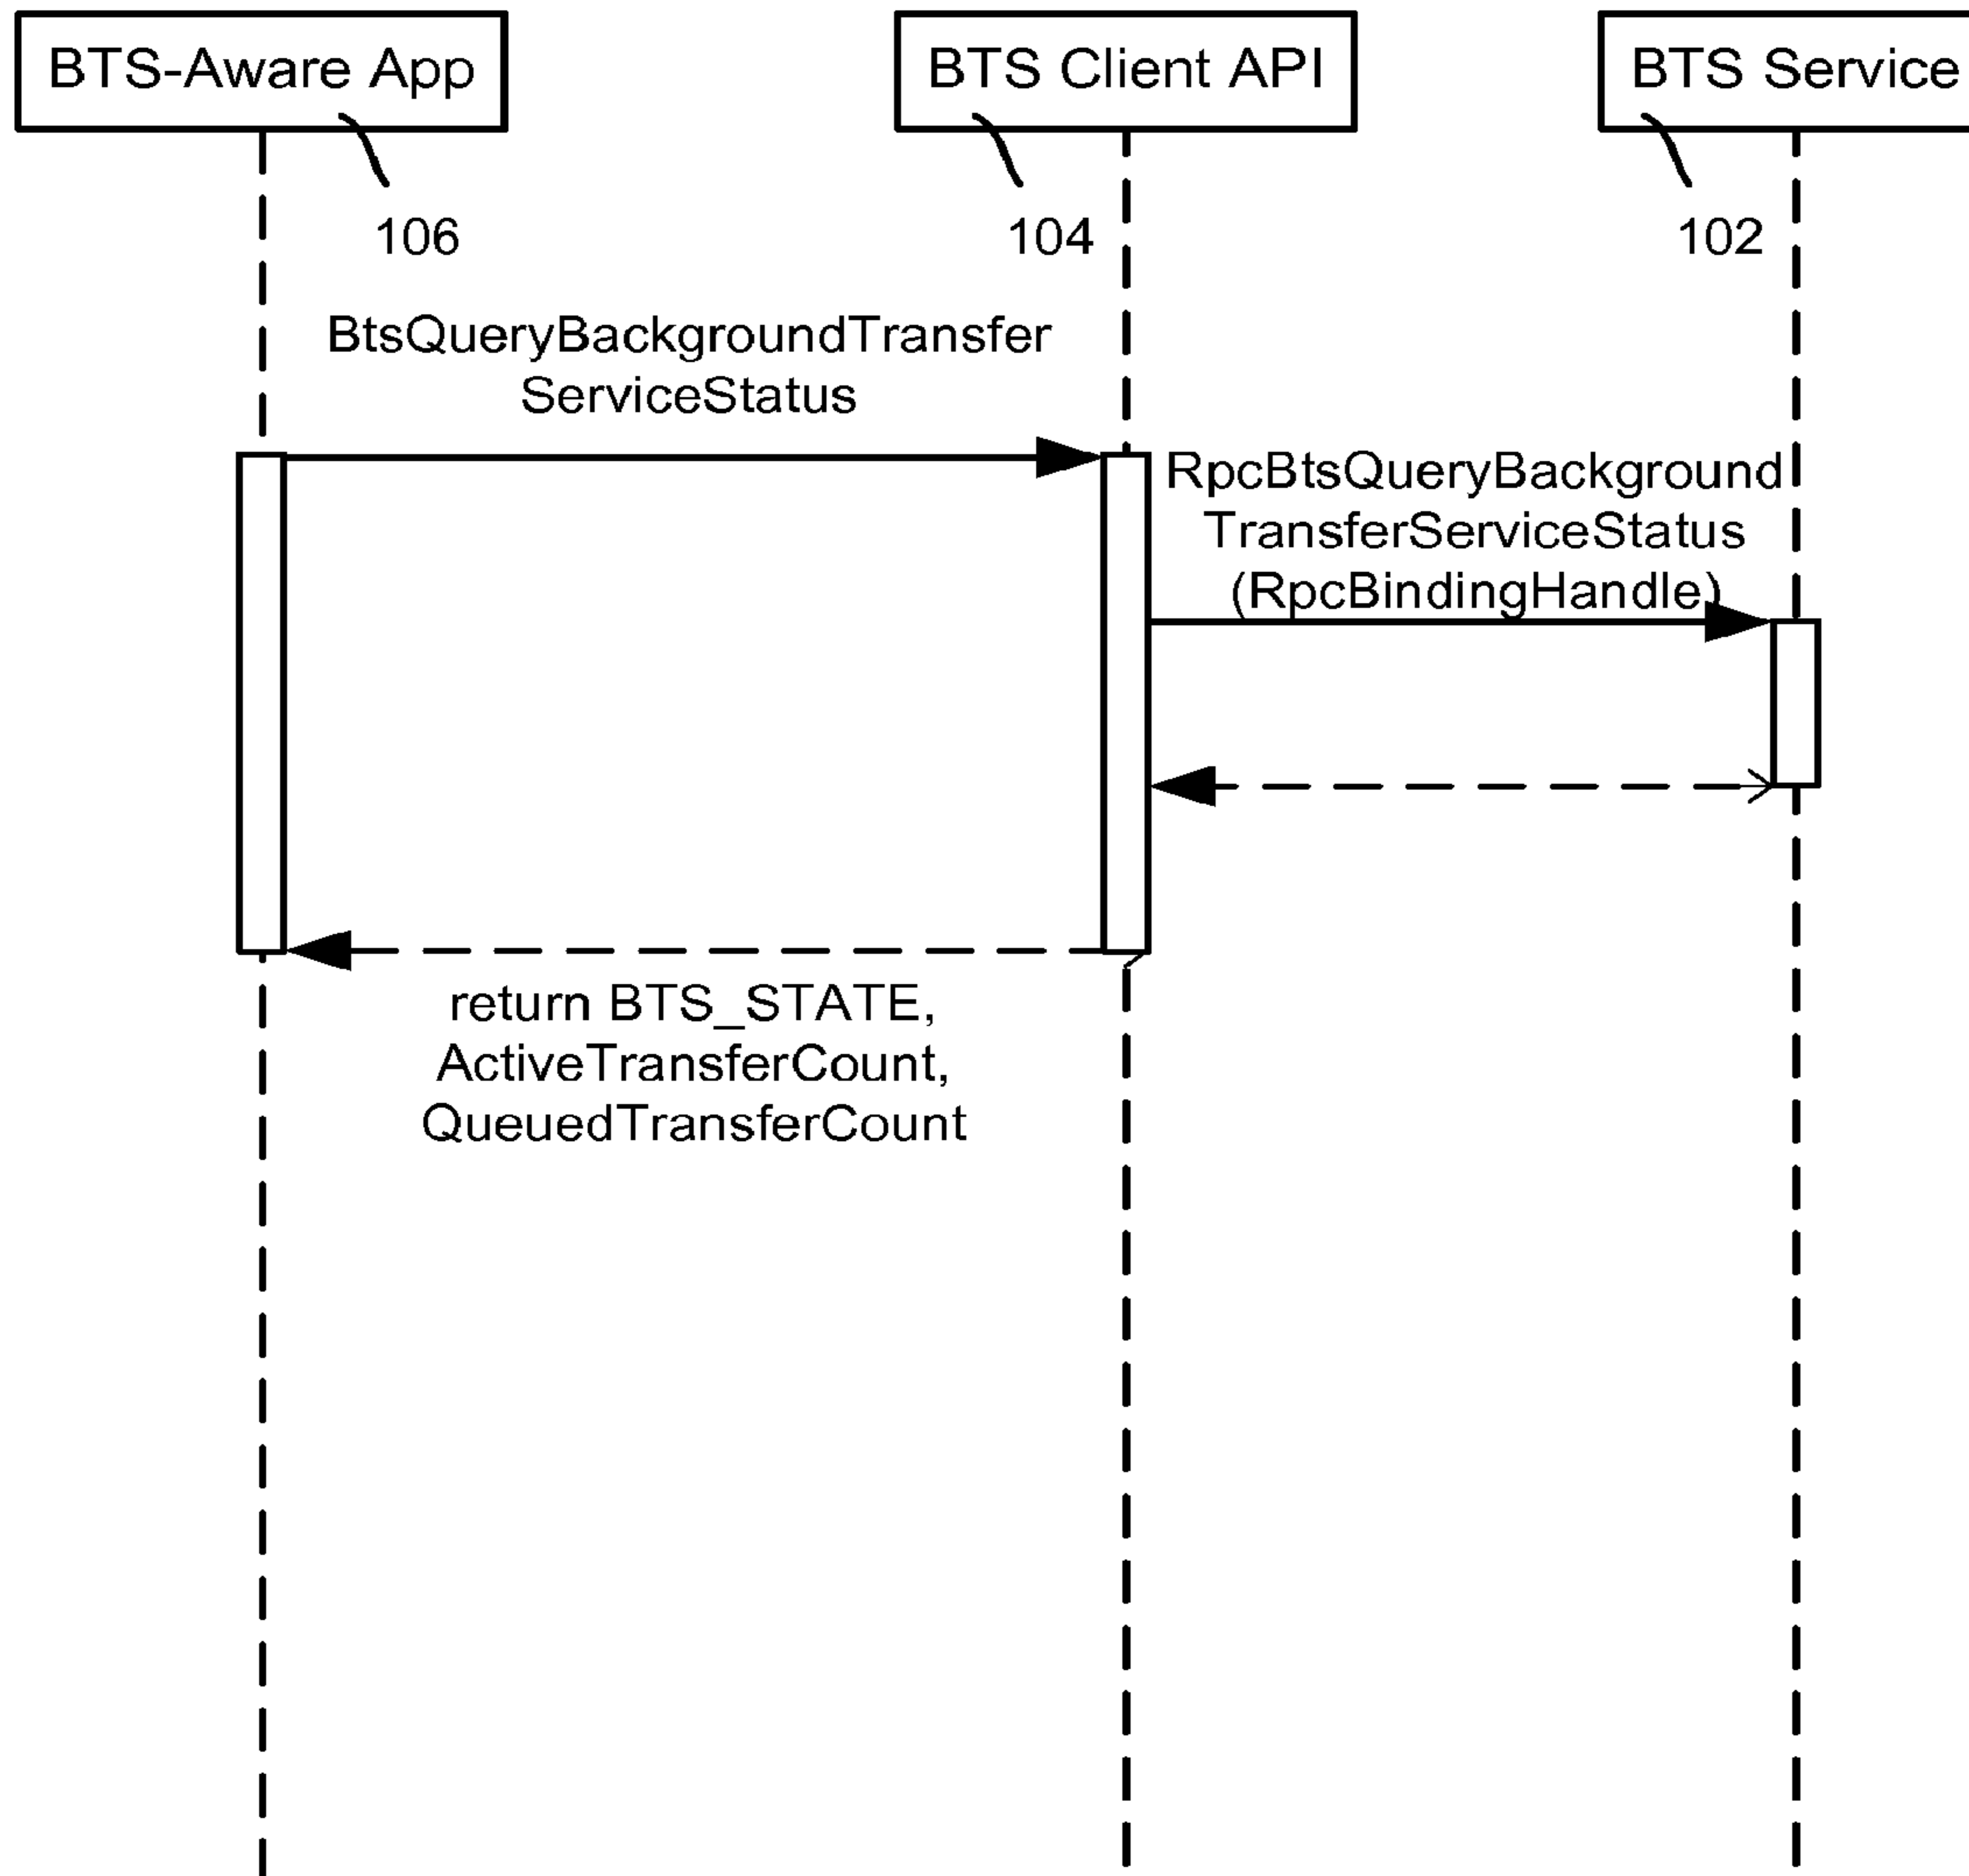 BTS-Aware App
BTS Client API
BTS Service
106
104
102
BtsQueryBackgroundTransfer
ServiceStatus
RpcBtsQueryBackground
TransferServiceStatus
(RpcBindingHandle)
return BTS_STATE,
ActiveTransferCount,
QueuedTransferCount